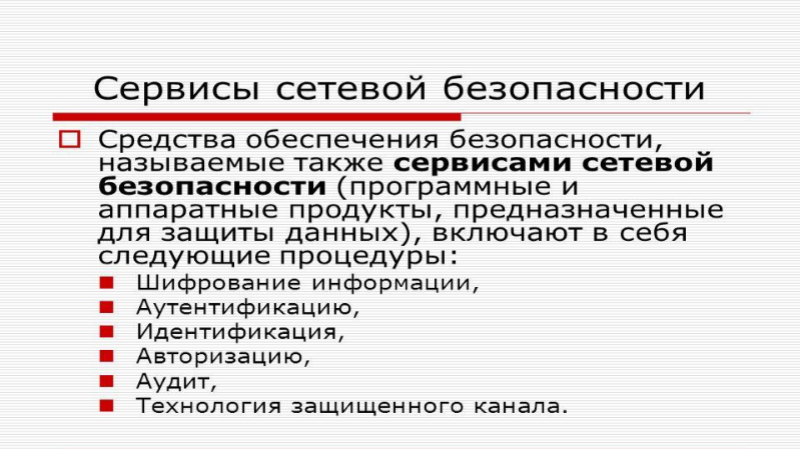 Сервисы сетевой безопасности
Средства обеспечения безопасности,
называемые также сервисами сетевой
безопасности (программные и
аппаратные продукты, предназначенные
для защиты данных), включают в себя
следующие процедуры:
Шифрование информации,
Аутентификацию,
Идентификация,
Авторизацию,
Аудит,
Технология защищенного канала.